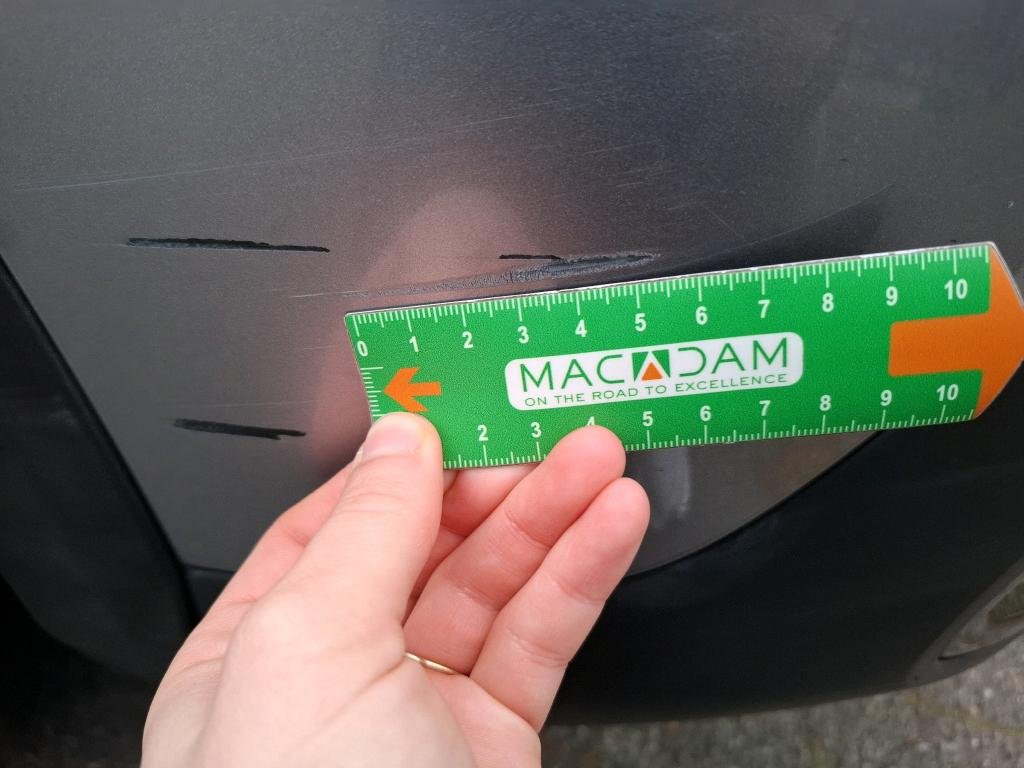 0 1 2 3 4 5 6 7 8 9 10
MACADAM
ON THE ROAD TO EXCELLENCE
2 3 4 5 6 7 8 9 10